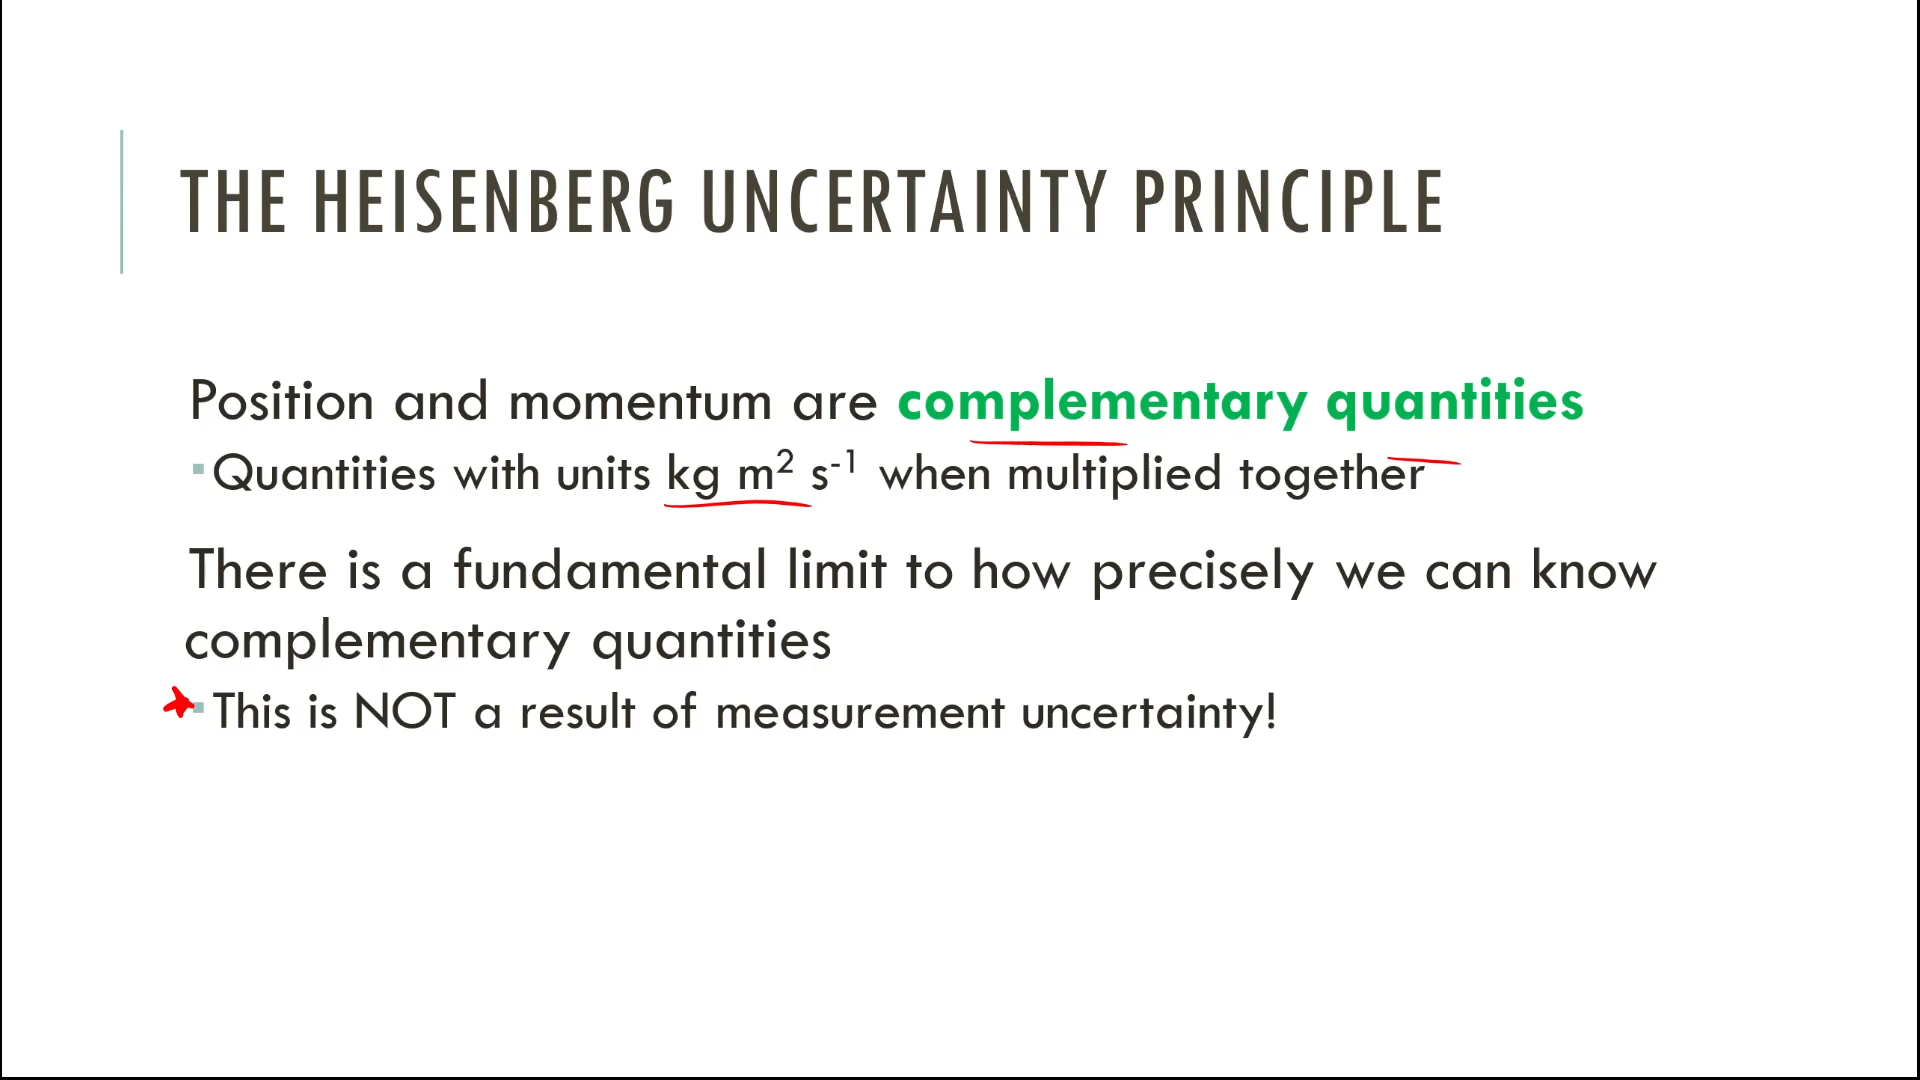 THE HEISENBERG UNCERTAINTY PRINCIPLE
Position and momentum are complementary quantities
▪Quantities with units kg m² s⁻¹ when multiplied together
There is a fundamental limit to how precisely we can know
complementary quantities
▪This is NOT a result of measurement uncertainty!